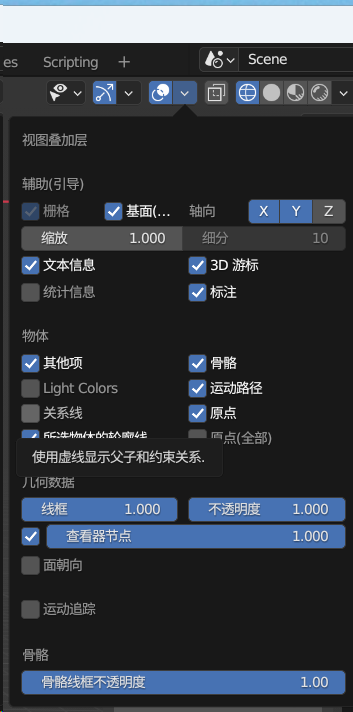 es Scripting + Scene
视图叠加层
辅助(引导)
栅格 基面(... 轴向 X Y Z
缩放 1.000 细分 10
文本信息 3D 游标
统计信息 标注
物体
其他项 骨骼
Light Colors 运动路径
关系线 原点
所选物体的轮廓线 原点(全部)
使用虚线显示父子和约束关系.
几何数据
线框 1.000 不透明度 1.000
查看器节点 1.000
面朝向
运动追踪
骨骼
骨骼线框不透明度 1.00